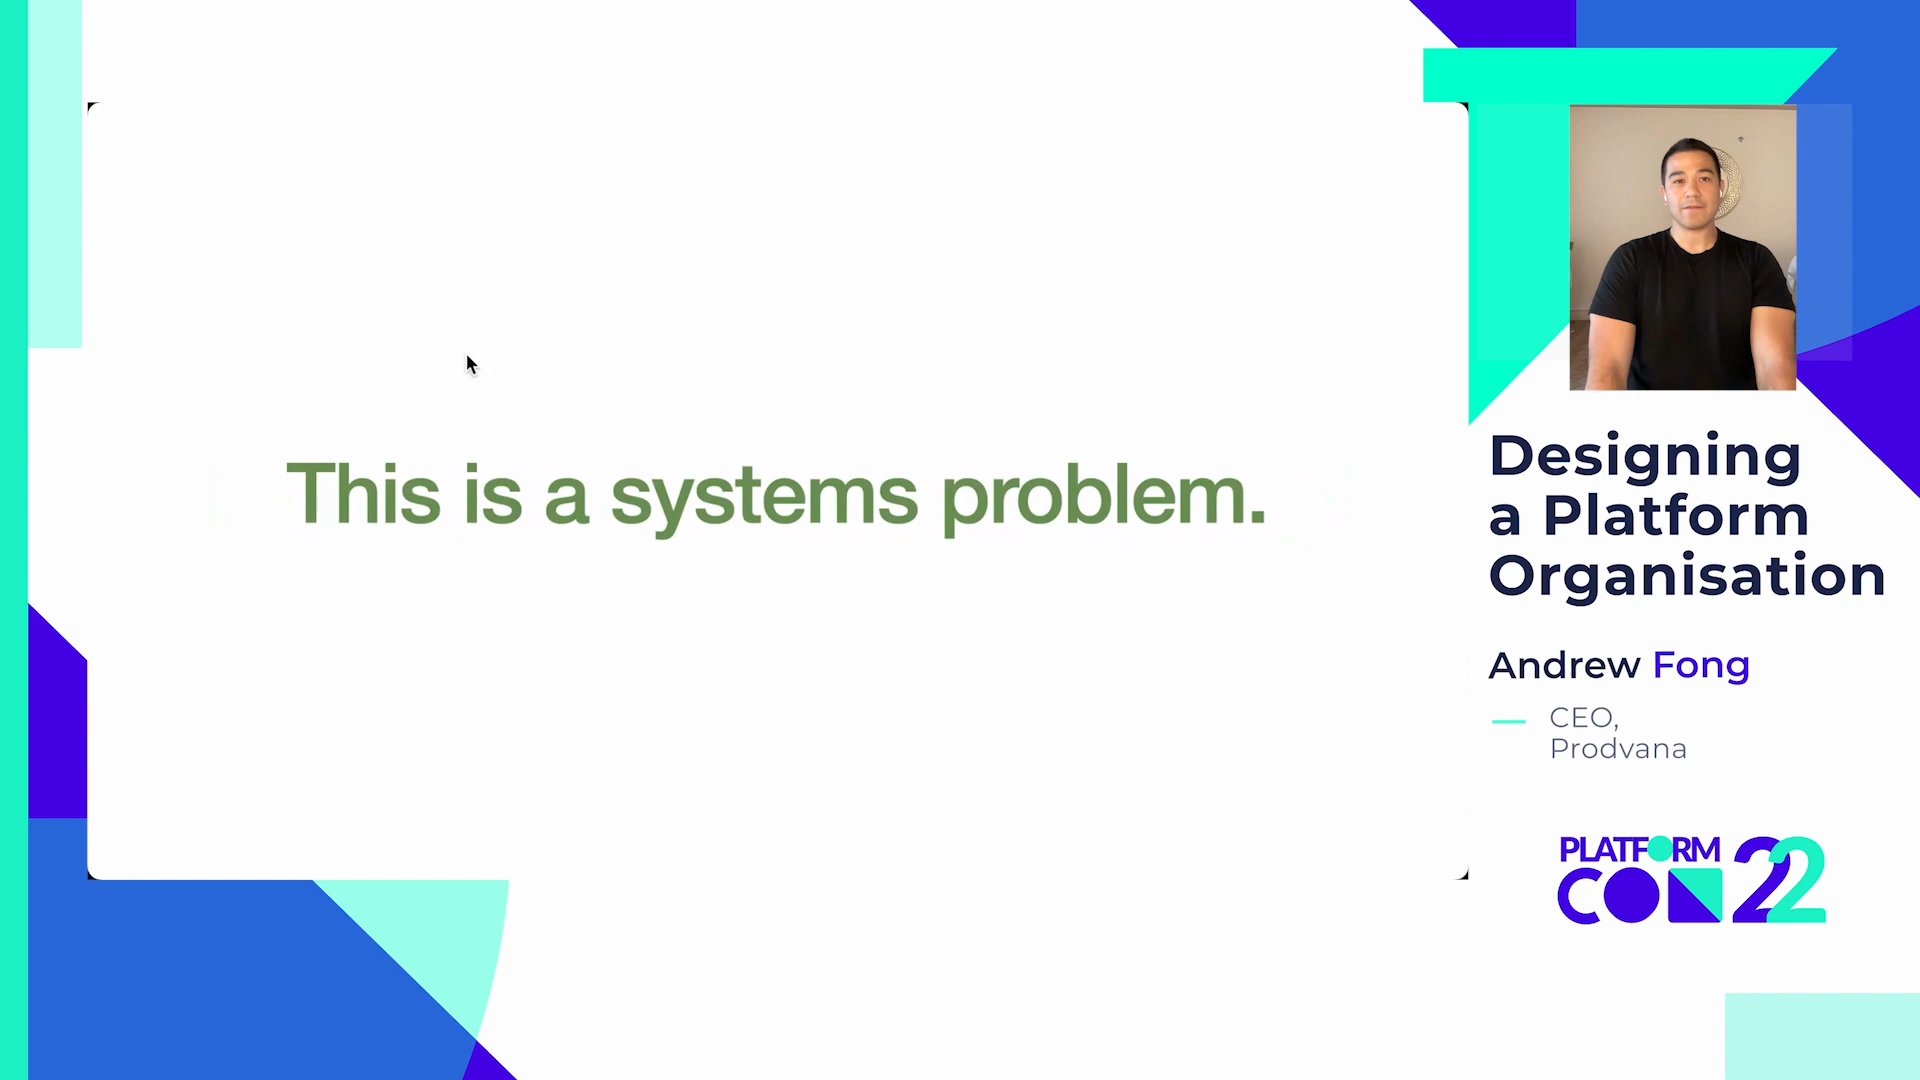 This is a systems problem.
Designing
a Platform
Organisation
Andrew Fong
CEO,
Prodvana
PLATFORM
CON 22